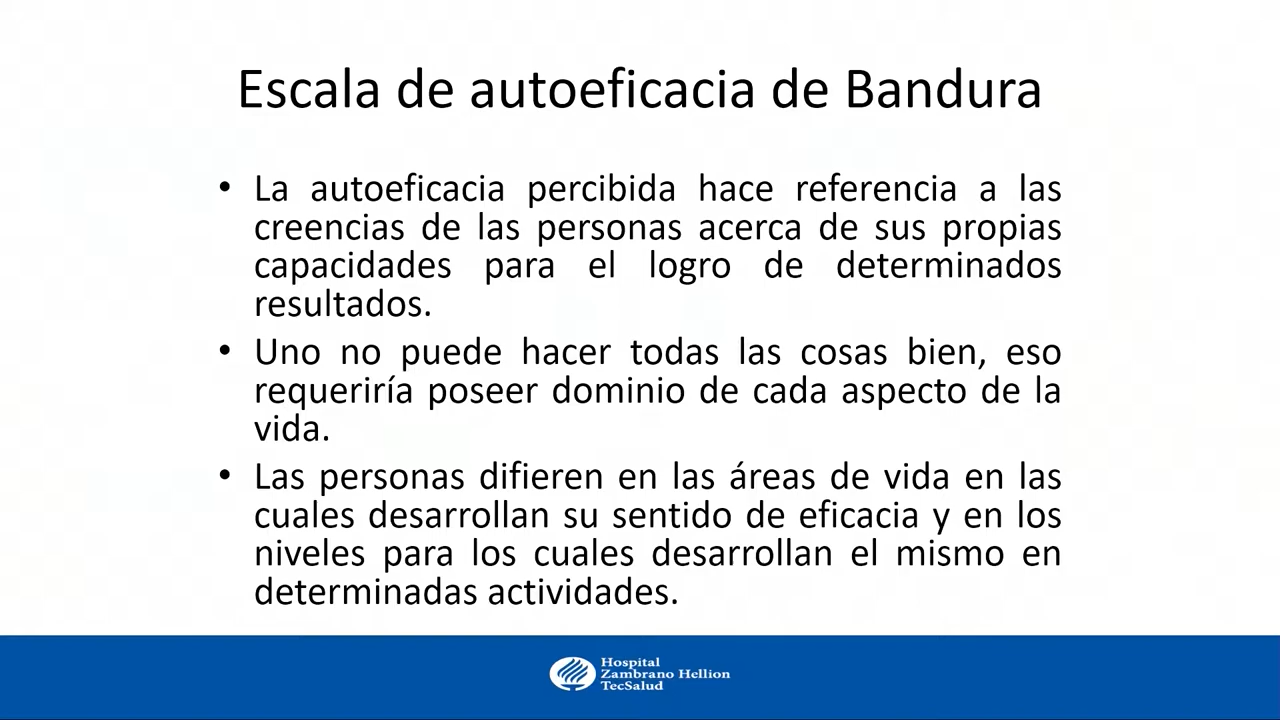 Escala de autoeficacia de Bandura
• La autoeficacia percibida hace referencia a las
creencias de las personas acerca de sus propias
capacidades para el logro de determinados
resultados.
• Uno no puede hacer todas las cosas bien, eso
requeriría poseer dominio de cada aspecto de la
vida.
• Las personas difieren en las áreas de vida en las
cuales desarrollan su sentido de eficacia y en los
niveles para los cuales desarrollan el mismo en
determinadas actividades.
Hospital
Zambrano Hellion
TecSalud